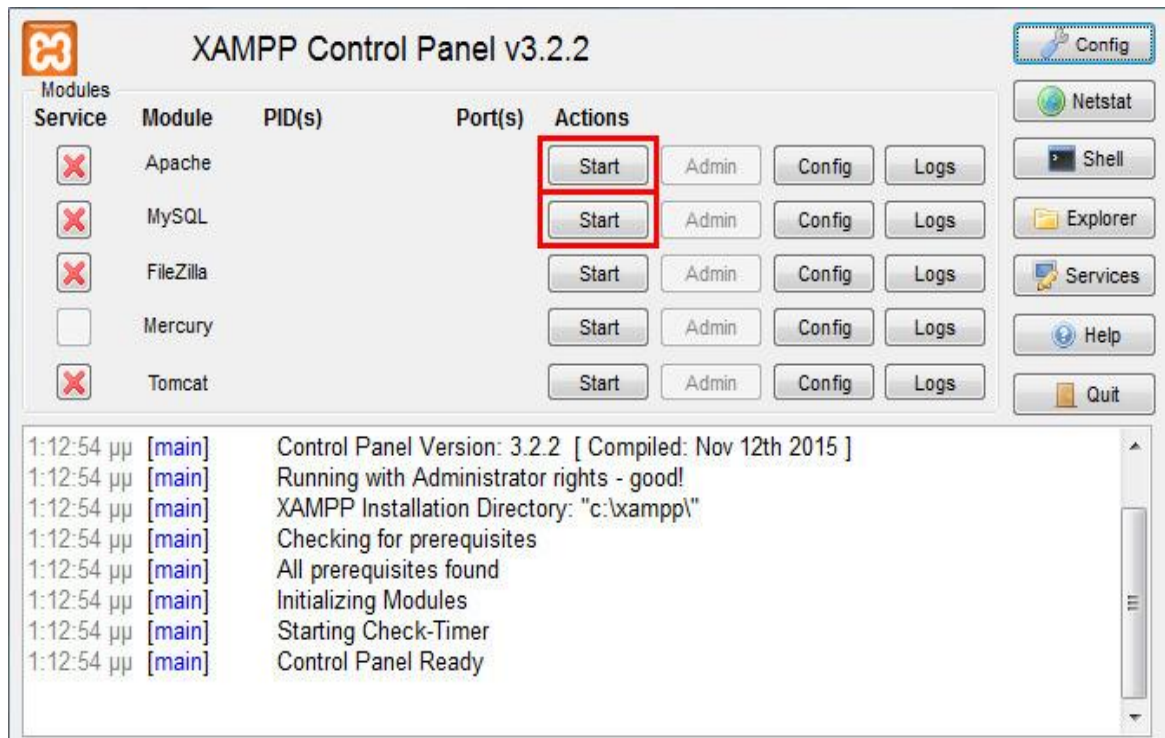 XAMPP Control Panel v3.2.2
Config
Modules
Netstat
Service Module PID(s) Port(s) Actions
Apache Start Admin Config Logs
Shell
MySQL Start Admin Config Logs
Explorer
FileZilla Start Admin Config Logs
Services
Mercury Start Admin Config Logs
Help
Tomcat Start Admin Config Logs
Quit
1:12:54 μμ [main] Control Panel Version: 3.2.2 [ Compiled: Nov 12th 2015 ]
1:12:54 μμ [main] Running with Administrator rights - good!
1:12:54 μμ [main] XAMPP Installation Directory: "c:\xampp\"
1:12:54 μμ [main] Checking for prerequisites
1:12:54 μμ [main] All prerequisites found
1:12:54 μμ [main] Initializing Modules
1:12:54 μμ [main] Starting Check-Timer
1:12:54 μμ [main] Control Panel Ready